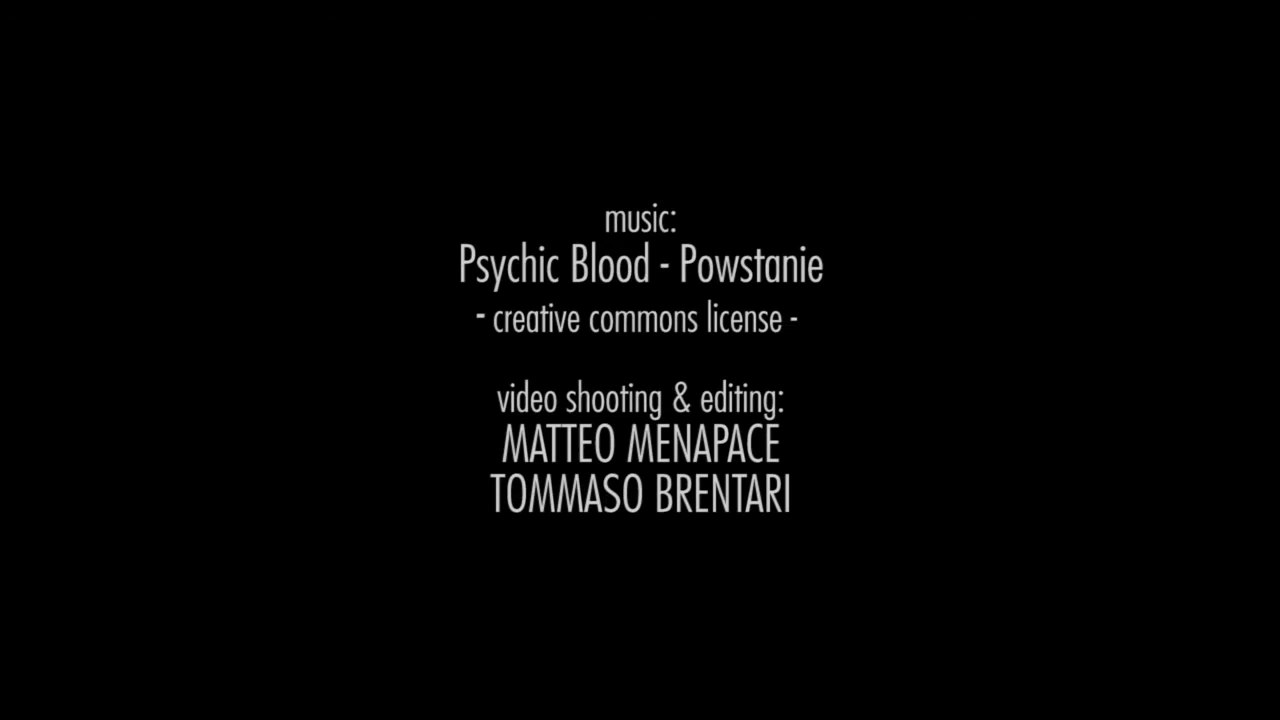 music:
Psychic Blood - Powstanie
- creative commons license -
video shooting & editing:
MATTEO MENAPACE
TOMMASO BRENTARI